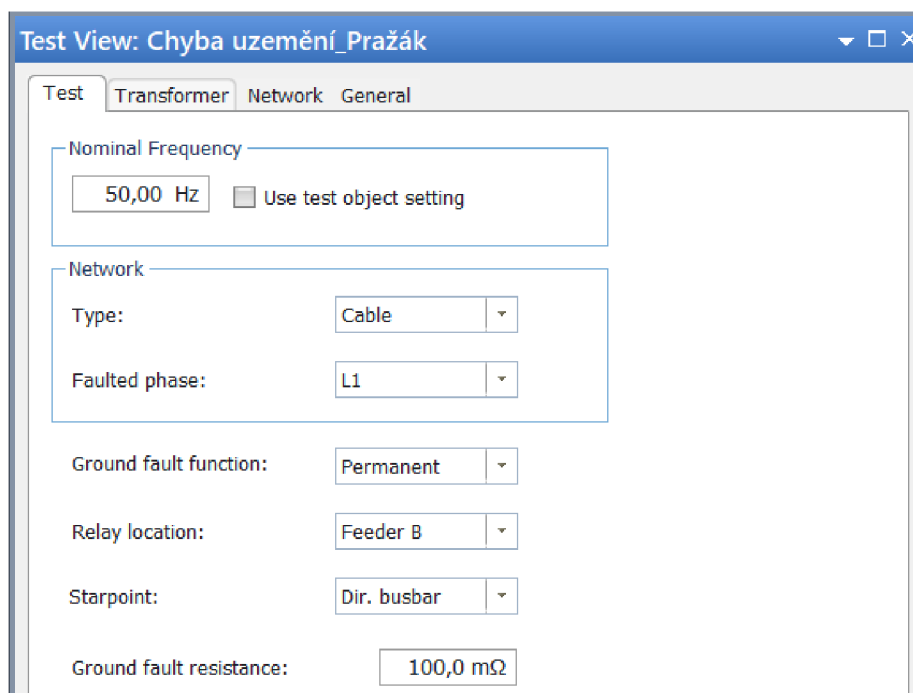 Test View: Chyba uzemění_Pražák
Test Transformer Network General
Nominal Frequency
50,00 Hz Use test object setting
Network
Type: Cable
Faulted phase: L1
Ground fault function: Permanent
Relay location: Feeder B
Starpoint: Dir. busbar
Ground fault resistance: 100,0 mΩ